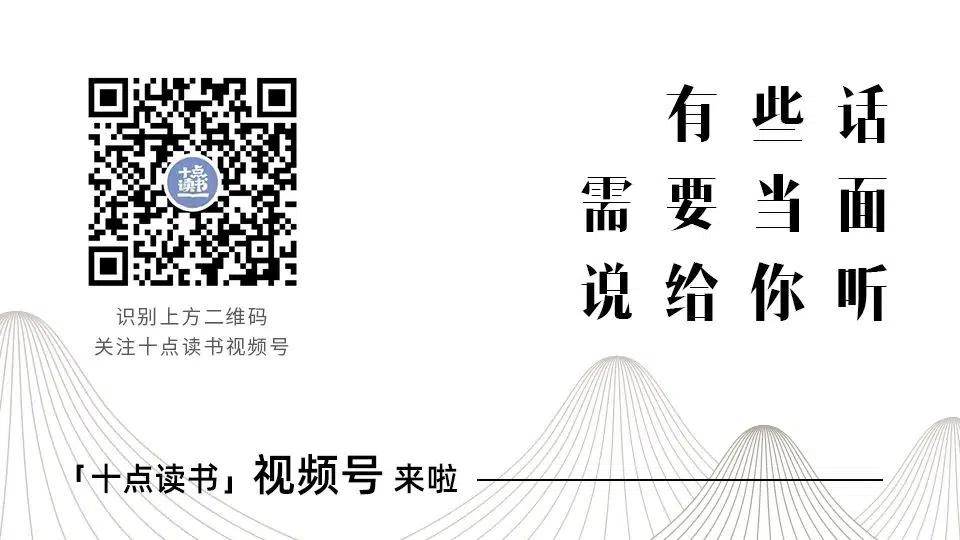 十点
读书
识别上方二维码
关注十点读书视频号
有些话
需要当面
说给你听
「十点读书」视频号 来啦